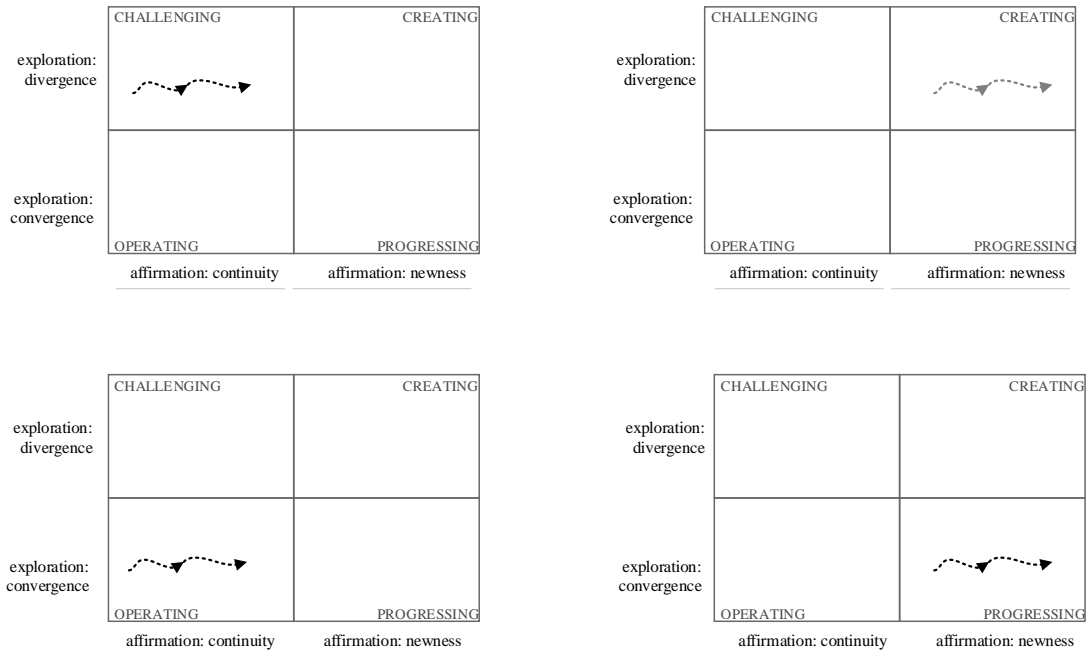 CHALLENGING CREATING
exploration:
divergence
exploration:
convergence
OPERATING PROGRESSING
affirmation: continuity affirmation: newness
CHALLENGING CREATING
exploration:
divergence
exploration:
convergence
OPERATING PROGRESSING
affirmation: continuity affirmation: newness
CHALLENGING CREATING
exploration:
divergence
exploration:
convergence
OPERATING PROGRESSING
affirmation: continuity affirmation: newness
CHALLENGING CREATING
exploration:
divergence
exploration:
convergence
OPERATING PROGRESSING
affirmation: continuity affirmation: newness